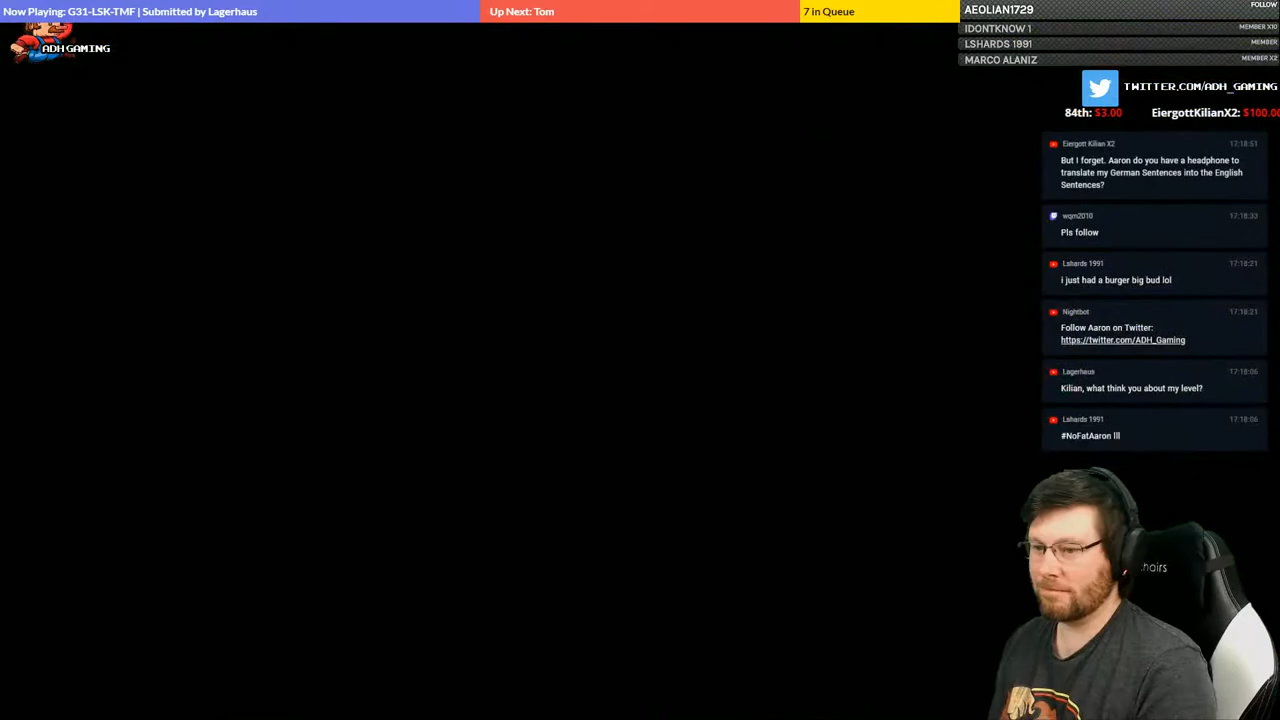 Now Playing: G31-LSK-TMF | Submitted by Lagerhaus
Up Next: Tom
7 in Queue
AEOLIAN1729 FOLLOW
IDONTKNOW 1 MEMBER X10
LSHARDS 1991 MEMBER
MARCO ALANIZ MEMBER X2
ADH GAMING
TWITTER.COM/ADH_GAMING
84th: $3.00 EiergottKilianX2: $100.00
Eiergott Kilian X2 17:18:51
But I forget. Aaron do you have a headphone to
translate my German Sentences into the English
Sentences?
wqm2010 17:18:33
Pls follow
Lshards 1991 17:18:21
i just had a burger big bud lol
Nightbot 17:18:21
Follow Aaron on Twitter:
https://twitter.com/ADH_Gaming
Lagerhaus 17:18:06
Kilian, what think you about my level?
Lshards 1991 17:18:06
#NoFatAaron lll
hairs